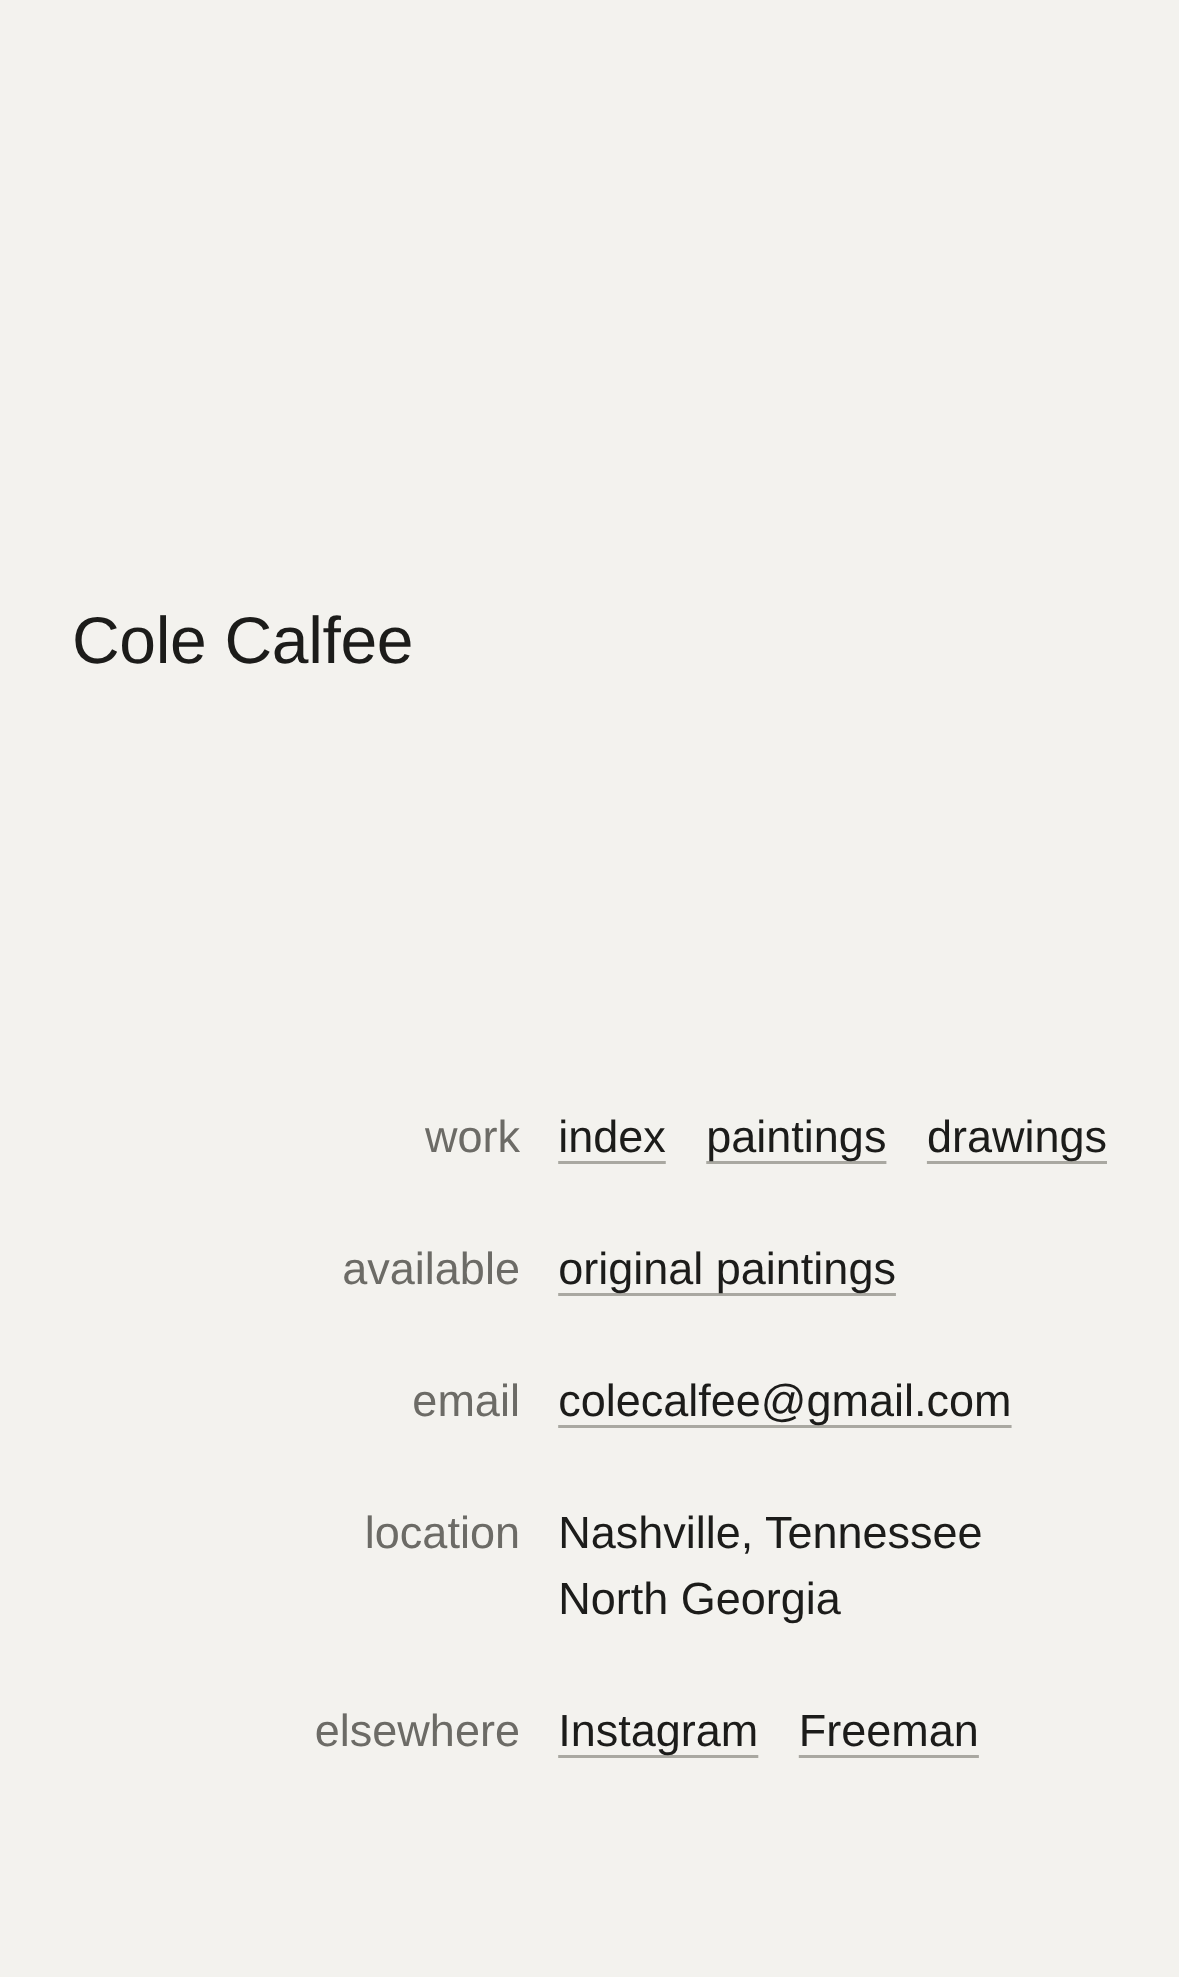 Cole Calfee
work index paintings drawings
available original paintings
email colecalfee@gmail.com
location Nashville, Tennessee
North Georgia
elsewhere Instagram Freeman